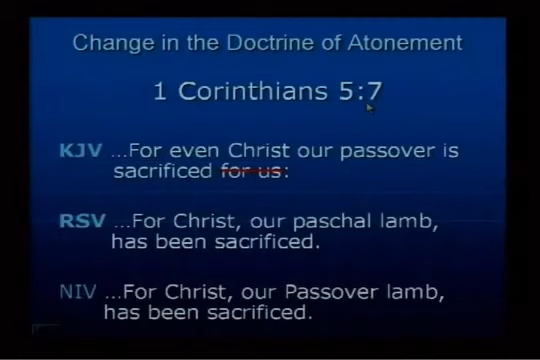 Change in the Doctrine of Atonement
1 Corinthians 5:7
KJV ...For even Christ our passover is
sacrificed for us:
RSV ...For Christ, our paschal lamb,
has been sacrificed.
NIV ...For Christ, our Passover lamb,
has been sacrificed.